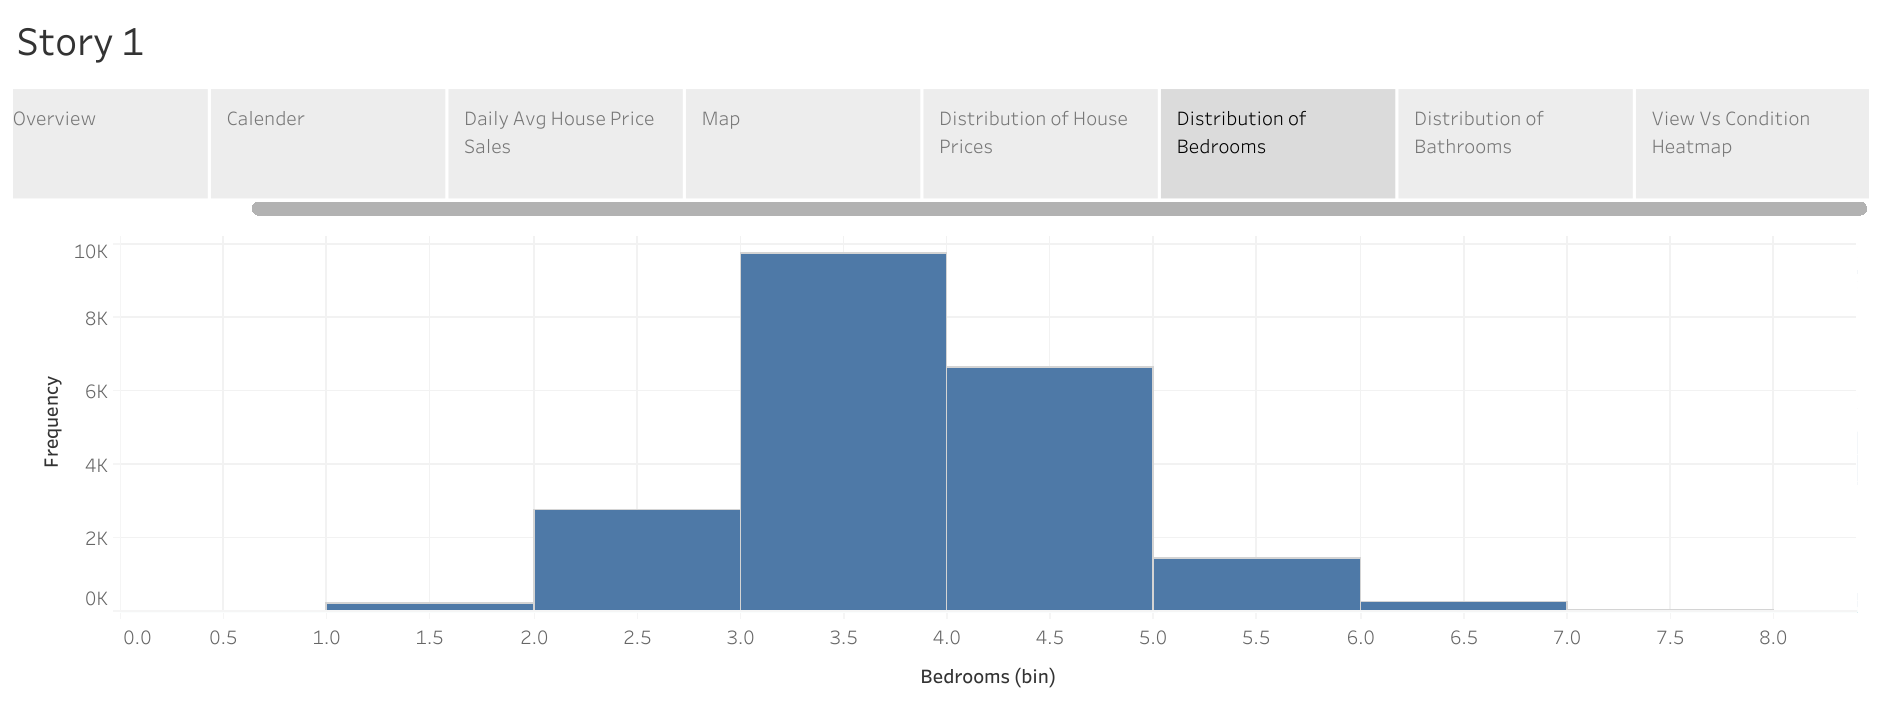 Story 1
Overview
Calender
Daily Avg House Price
Sales
Map
Distribution of House
Prices
Distribution of
Bedrooms
Distribution of
Bathrooms
View Vs Condition
Heatmap
10K
8K
6K
4K
2K
0K
Frequency
0.0 0.5 1.0 1.5 2.0 2.5 3.0 3.5 4.0 4.5 5.0 5.5 6.0 6.5 7.0 7.5 8.0
Bedrooms (bin)